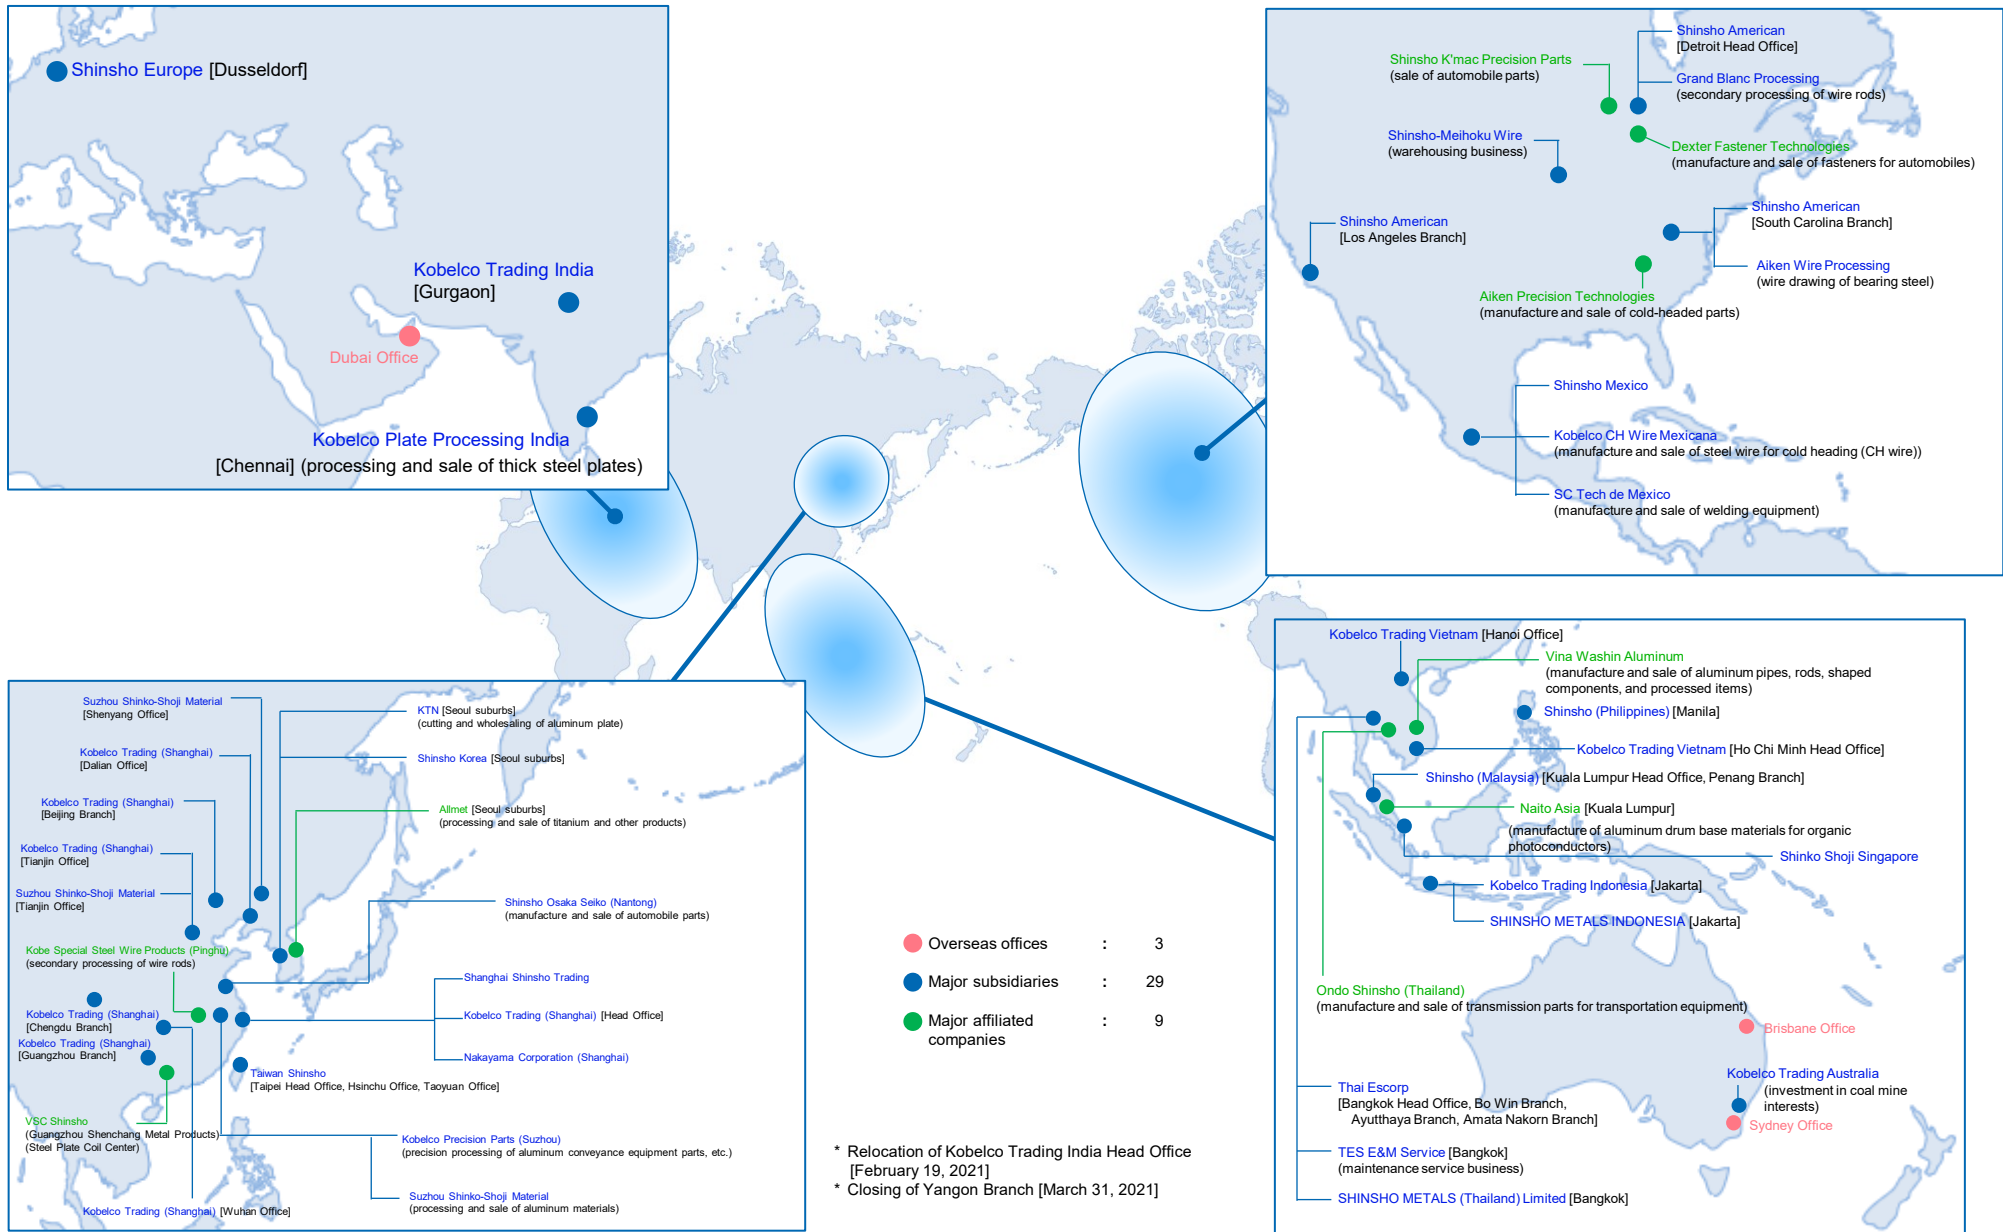 Shinsho Europe [Dusseldorf]
Kobelco Trading India
[Gurgaon]
Dubai Office
Kobelco Plate Processing India
[Chennai] (processing and sale of thick steel plates)
Shinsho American
[Detroit Head Office]
Shinsho K'mac Precision Parts
(sale of automobile parts)
Grand Blanc Processing
(secondary processing of wire rods)
Shinsho-Meihoku Wire
(warehousing business)
Dexter Fastener Technologies
(manufacture and sale of fasteners for automobiles)
Shinsho American
[Los Angeles Branch]
Shinsho American
[South Carolina Branch]
Aiken Wire Processing
(wire drawing of bearing steel)
Aiken Precision Technologies
(manufacture and sale of cold-headed parts)
Shinsho Mexico
Kobelco CH Wire Mexicana
(manufacture and sale of steel wire for cold heading (CH wire))
SC Tech de Mexico
(manufacture and sale of welding equipment)
Suzhou Shinko-Shoji Material
[Shenyang Office]
Kobelco Trading (Shanghai)
[Dalian Office]
Kobelco Trading (Shanghai)
[Beijing Branch]
Kobelco Trading (Shanghai)
[Tianjin Office]
Suzhou Shinko-Shoji Material
[Tianjin Office]
Kobe Special Steel Wire Products (Pinghu)
(secondary processing of wire rods)
Kobelco Trading (Shanghai)
[Chengdu Branch]
Kobelco Trading (Shanghai)
[Guangzhou Branch]
VSC Shinsho
(Guangzhou Shenchang Metal Products)
(Steel Plate Coil Center)
Kobelco Trading (Shanghai) [Wuhan Office]
KTN [Seoul suburbs]
(cutting and wholesaling of aluminum plate)
Shinsho Korea [Seoul suburbs]
Allmet [Seoul suburbs]
(processing and sale of titanium and other products)
Shinsho Osaka Seiko (Nantong)
(manufacture and sale of automobile parts)
Shanghai Shinsho Trading
Kobelco Trading (Shanghai) [Head Office]
Nakayama Corporation (Shanghai)
Taiwan Shinsho
[Taipei Head Office, Hsinchu Office, Taoyuan Office]
Kobelco Precision Parts (Suzhou)
(precision processing of aluminum conveyance equipment parts, etc.)
Suzhou Shinko-Shoji Material
(processing and sale of aluminum materials)
Overseas offices : 3
Major subsidiaries : 29
Major affiliated
companies : 9
* Relocation of Kobelco Trading India Head Office
[February 19, 2021]
* Closing of Yangon Branch [March 31, 2021]
Kobelco Trading Vietnam [Hanoi Office]
Vina Washin Aluminum
(manufacture and sale of aluminum pipes, rods, shaped
components, and processed items)
Shinsho (Philippines) [Manila]
Kobelco Trading Vietnam [Ho Chi Minh Head Office]
Shinsho (Malaysia) [Kuala Lumpur Head Office, Penang Branch]
Naito Asia [Kuala Lumpur]
(manufacture of aluminum drum base materials for organic
photoconductors)
Shinko Shoji Singapore
Kobelco Trading Indonesia [Jakarta]
SHINSHO METALS INDONESIA [Jakarta]
Ondo Shinsho (Thailand)
(manufacture and sale of transmission parts for transportation equipment)
Brisbane Office
Kobelco Trading Australia
(investment in coal mine
interests)
Sydney Office
Thai Escorp
[Bangkok Head Office, Bo Win Branch,
Ayutthaya Branch, Amata Nakorn Branch]
TES E&M Service [Bangkok]
(maintenance service business)
SHINSHO METALS (Thailand) Limited [Bangkok]